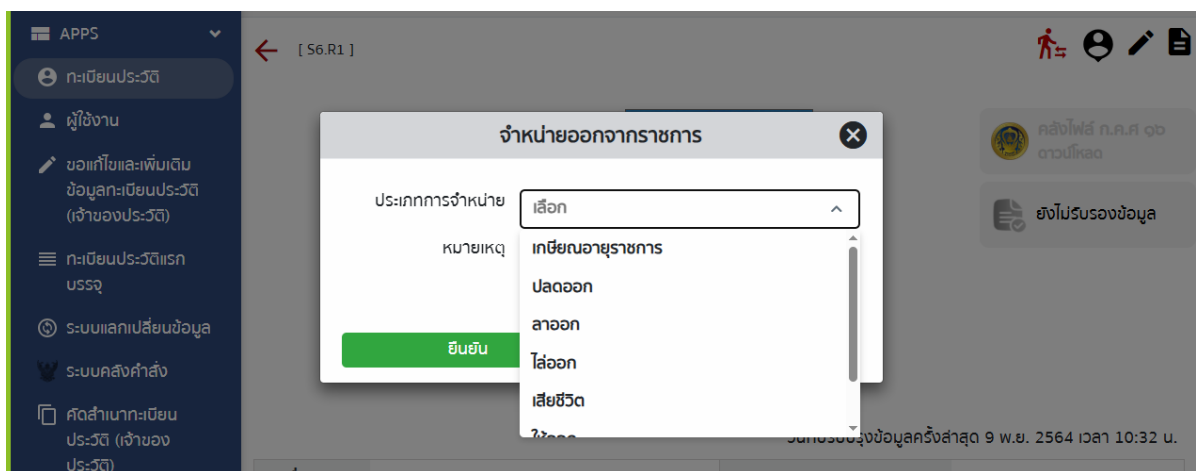 APPS
[ S6.R1 ]
ทะเบียนประวัติ
ผู้ใช้งาน
ขอแก้ไขและเพิ่มเติม
ข้อมูลทะเบียนประวัติ
(เจ้าของประวัติ)
ทะเบียนประวัติแรก
บรรจุ
ระบบแลกเปลี่ยนข้อมูล
ระบบคลังคำสั่ง
คัดสำเนาทะเบียน
ประวัติ (เจ้าของ
ประวัติ)
จำหน่ายออกจากราชการ
ประเภทการจำหน่าย
เลือก
หมายเหตุ
เกษียณอายุราชการ
ปลดออก
ลาออก
ไล่ออก
เสียชีวิต
ยืนยัน
คลังไฟล์ ก.ค.ศ ๑๖
ดาวน์โหลด
ยังไม่รับรองข้อมูล
ข้อมูลครั้งล่าสุด 9 พ.ย. 2564 เวลา 10:32 น.